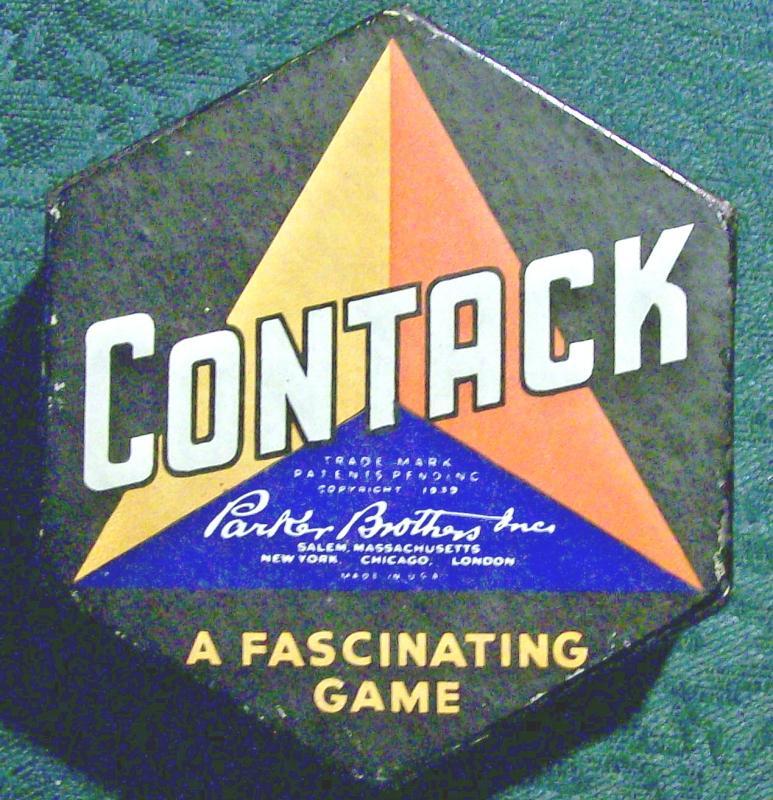 CONTACK
TRADE MARK
PATENTS PENDING
COPYRIGHT 1939
Parker Brothers Inc.
SALEM, MASSACHUSETTS
NEW YORK CHICAGO, LONDON
MADE IN U.S.A.
A FASCINATING
GAME